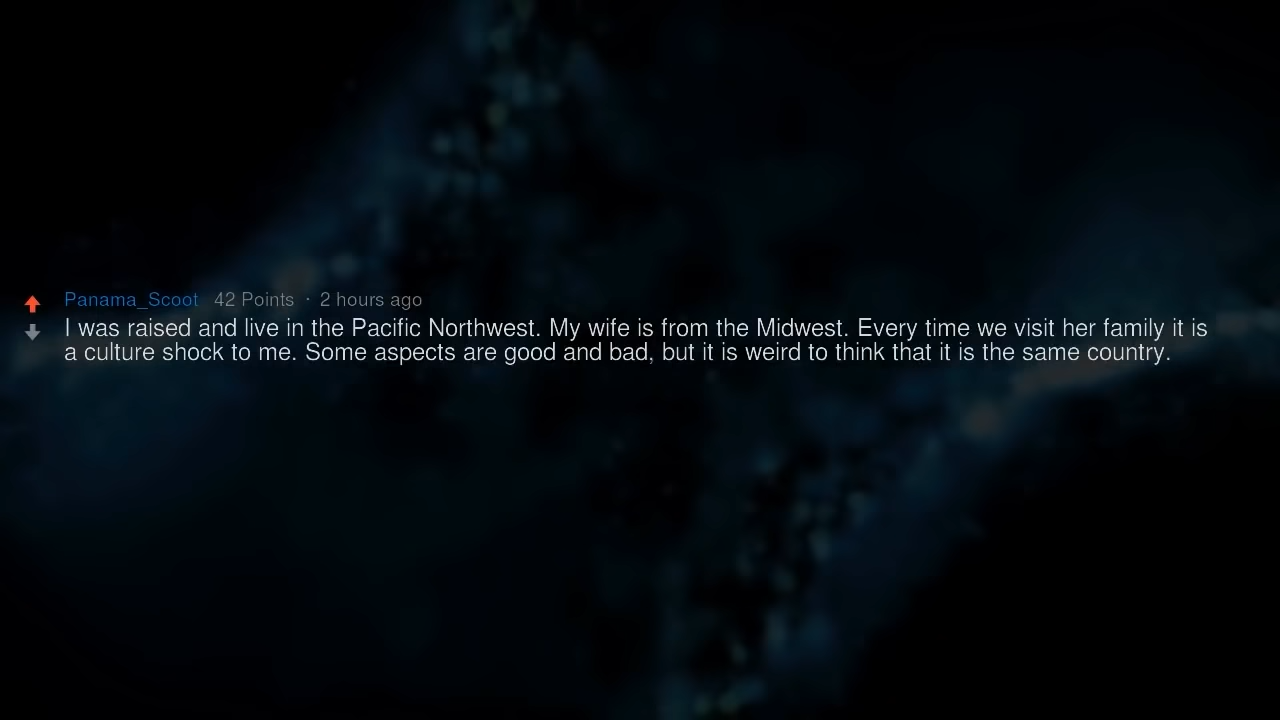 Panama_Scoot 42 Points · 2 hours ago
I was raised and live in the Pacific Northwest. My wife is from the Midwest. Every time we visit her family it is
a culture shock to me. Some aspects are good and bad, but it is weird to think that it is the same country.